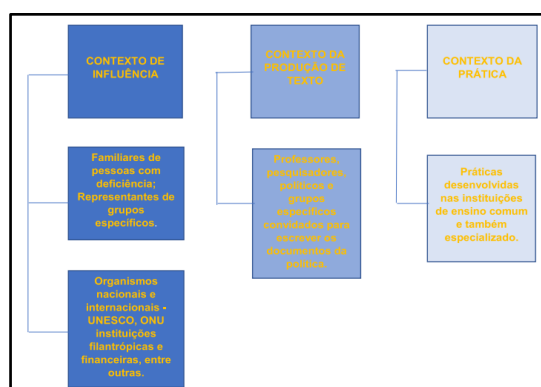 CONTEXTO DE
INFLUÊNCIA
Familiares de
pessoas com
deficiência;
Representantes de
grupos
específicos.
Organismos
nacionais e
internacionais -
UNESCO, ONU
instituições
filantrópicas e
financeiras, entre
outras.
CONTEXTO DA
PRODUÇÃO DE
TEXTO
Professores,
pesquisadores,
políticos e
grupos
específicos
convidados para
escrever os
documentos da
política.
CONTEXTO DA
PRÁTICA
Práticas
desenvolvidas
nas instituições
de ensino comum
e também
especializado.